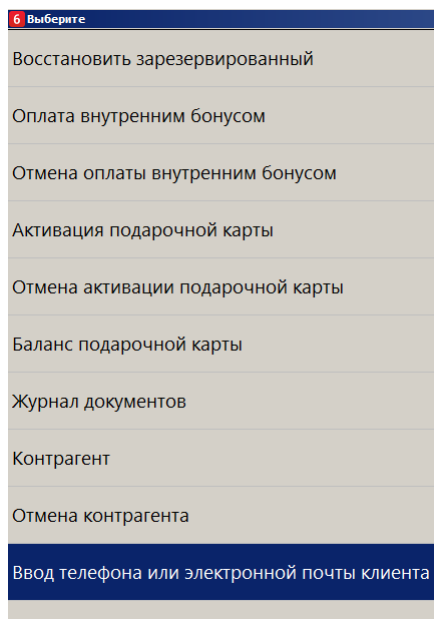 6 Выберите
Восстановить зарезервированный
Оплата внутренним бонусом
Отмена оплаты внутренним бонусом
Активация подарочной карты
Отмена активации подарочной карты
Баланс подарочной карты
Журнал документов
Контрагент
Отмена контрагента
Ввод телефона или электронной почты клиента